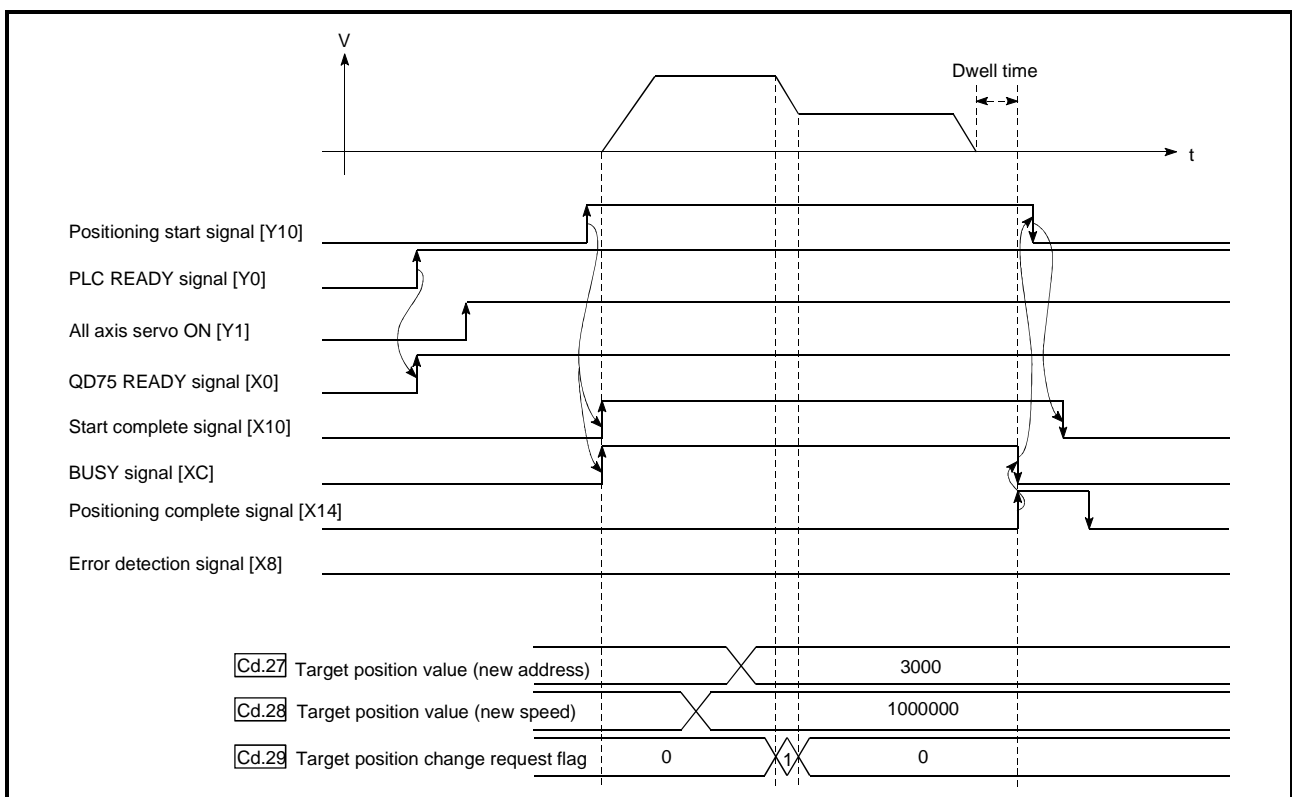 V
Dwell time
t
Positioning start signal [Y10]
PLC READY signal [Y0]
All axis servo ON [Y1]
QD75 READY signal [X0]
Start complete signal [X10]
BUSY signal [XC]
Positioning complete signal [X14]
Error detection signal [X8]
Cd.27 Target position value (new address) 3000
Cd.28 Target position value (new speed) 1000000
Cd.29 Target position change request flag 0 1 0